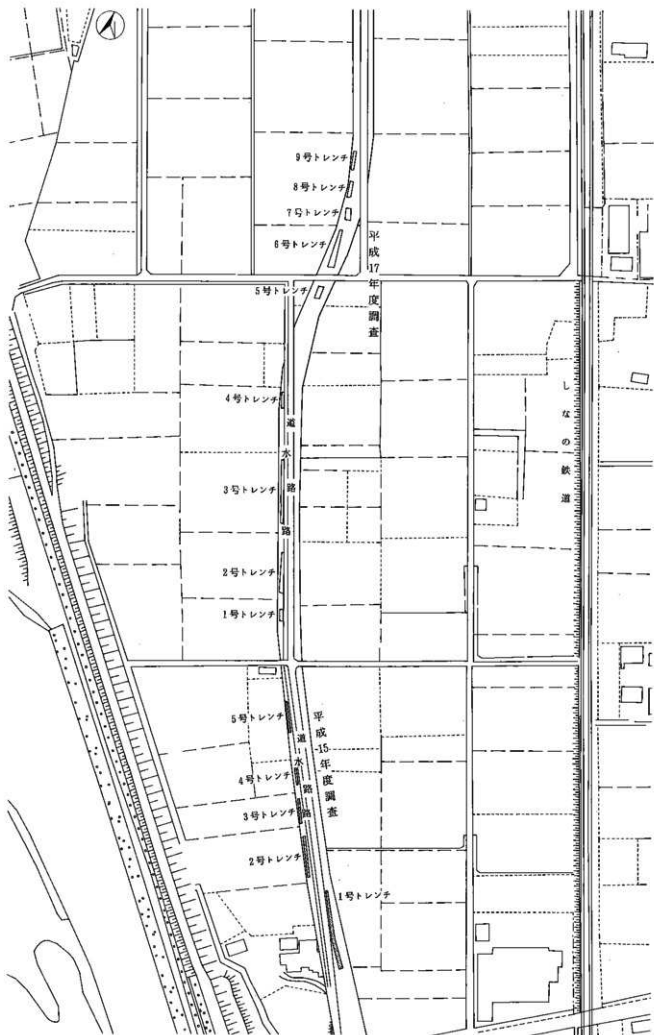 9号トレンチ
8号トレンチ
7号トレンチ
6号トレンチ
平成17年度調査
5号トレンチ
4号トレンチ
しなの鉄道
道
水路
路
3号トレンチ
2号トレンチ
1号トレンチ
5号トレンチ
平成15年度調査
道路
水路
4号トレンチ
3号トレンチ
2号トレンチ
1号トレンチ